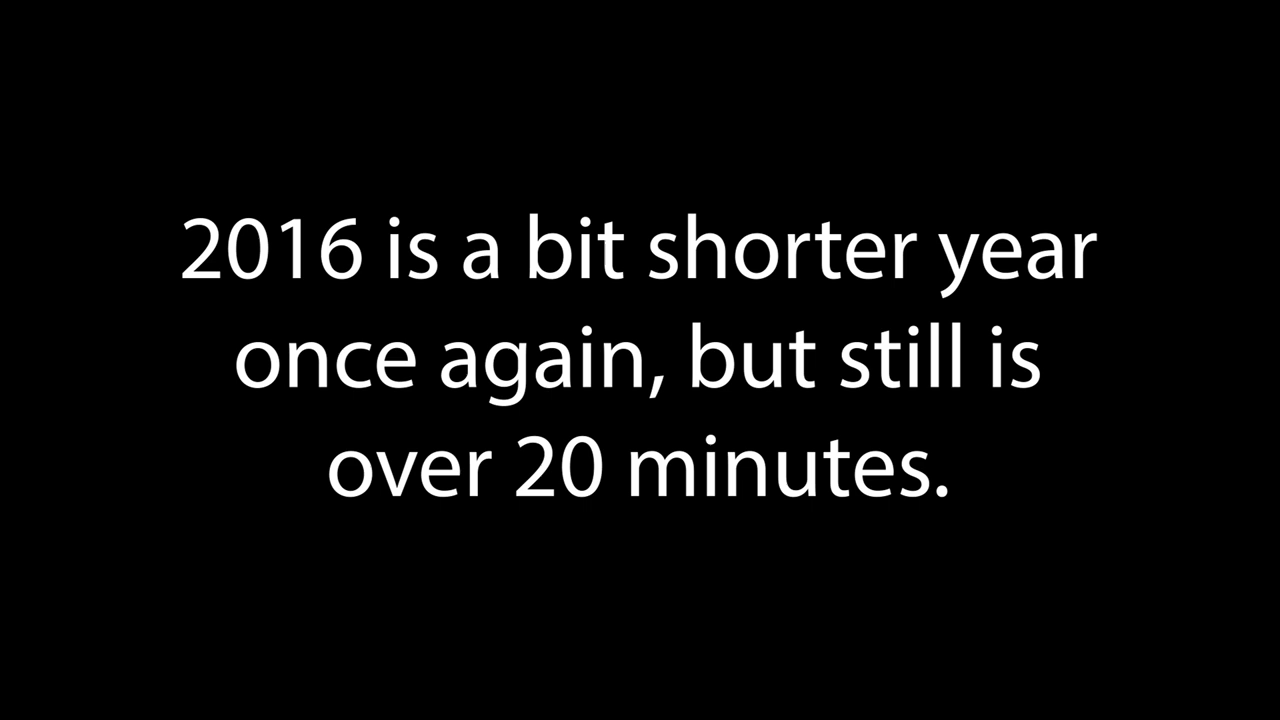 2016 is a bit shorter year
once again, but still is
over 20 minutes.